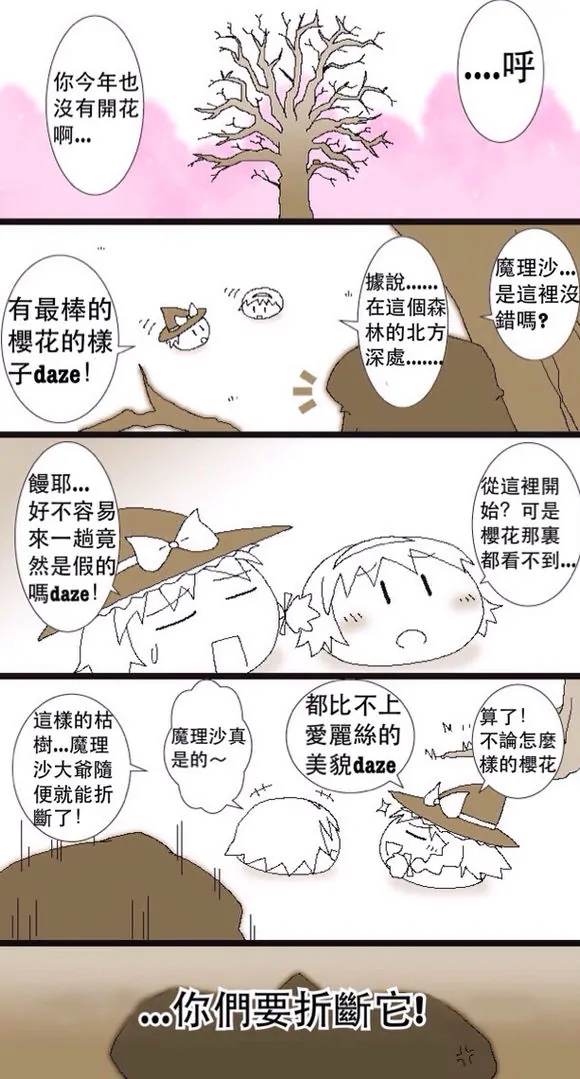 ....呼
你今年也
沒有開花
啊...
魔理沙...
是這裡沒
錯嗎?
據說......
在這個森
林的北方
深處......
有最棒的
櫻花的樣
子daze!
從這裡開
始? 可是
櫻花那裏
都看不到...
饅耶...
好不容易
來一趟竟
然是假的
嗎daze!
算了!
不論怎麼
樣的櫻花
都比不上
愛麗絲的
美貌daze
魔理沙真
是的～
這樣的枯
樹...魔理
沙大爺隨
便就能折
斷了!
...你們要折斷它!